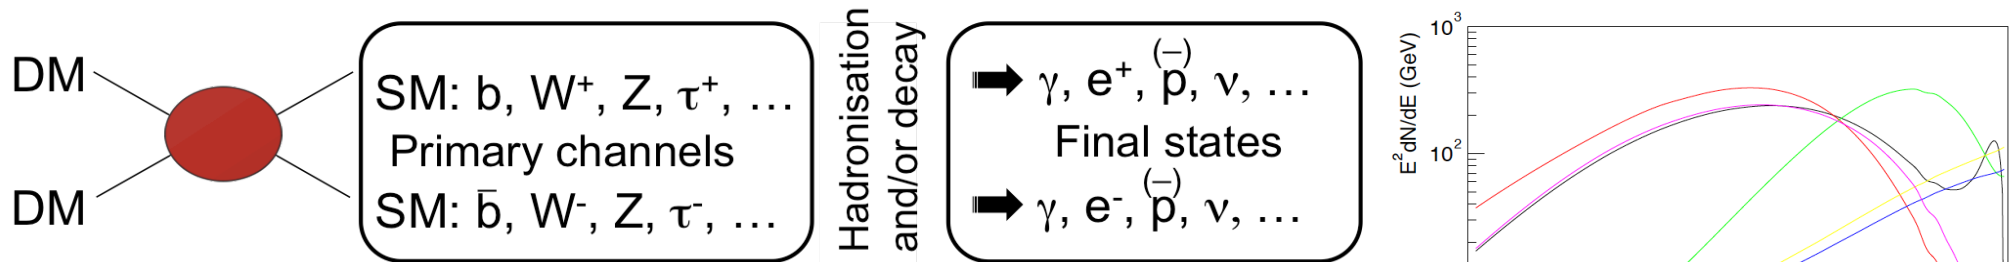 DM
DM
SM: b, W⁺, Z, τ⁺, …
Primary channels
SM: b̄, W⁻, Z, τ⁻, …
Hadronisation
and/or decay
γ, e⁺, p⁽⁻⁾, ν, …
Final states
γ, e⁻, p⁽⁻⁾, ν, …
E²dN/dE (GeV)
10³
10²